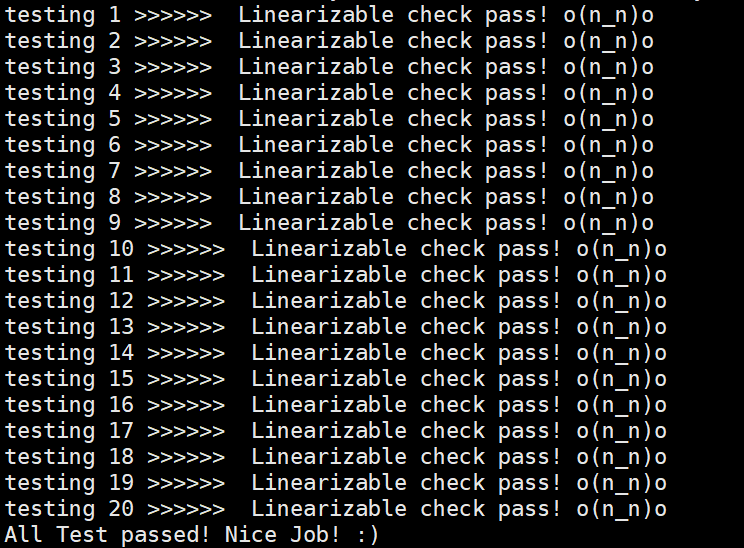 testing 1 >>>>>>  Linearizable check pass! o(n_n)o
testing 2 >>>>>>  Linearizable check pass! o(n_n)o
testing 3 >>>>>>  Linearizable check pass! o(n_n)o
testing 4 >>>>>>  Linearizable check pass! o(n_n)o
testing 5 >>>>>>  Linearizable check pass! o(n_n)o
testing 6 >>>>>>  Linearizable check pass! o(n_n)o
testing 7 >>>>>>  Linearizable check pass! o(n_n)o
testing 8 >>>>>>  Linearizable check pass! o(n_n)o
testing 9 >>>>>>  Linearizable check pass! o(n_n)o
testing 10 >>>>>>  Linearizable check pass! o(n_n)o
testing 11 >>>>>>  Linearizable check pass! o(n_n)o
testing 12 >>>>>>  Linearizable check pass! o(n_n)o
testing 13 >>>>>>  Linearizable check pass! o(n_n)o
testing 14 >>>>>>  Linearizable check pass! o(n_n)o
testing 15 >>>>>>  Linearizable check pass! o(n_n)o
testing 16 >>>>>>  Linearizable check pass! o(n_n)o
testing 17 >>>>>>  Linearizable check pass! o(n_n)o
testing 18 >>>>>>  Linearizable check pass! o(n_n)o
testing 19 >>>>>>  Linearizable check pass! o(n_n)o
testing 20 >>>>>>  Linearizable check pass! o(n_n)o
All Test passed! Nice Job! :)